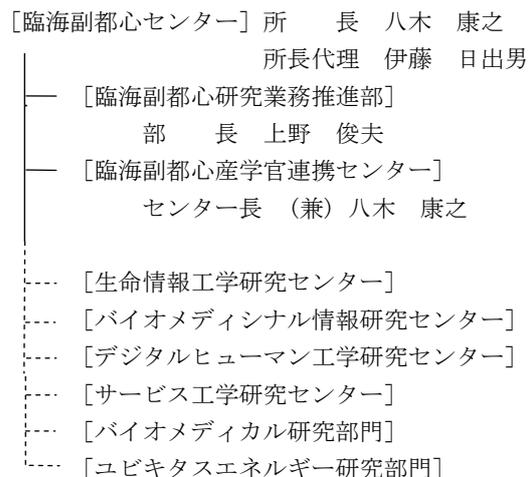 ［臨海副都心センター］所　　長　八木　康之
所長代理　伊藤　日出男
［臨海副都心研究業務推進部］
部　　長　上野　俊夫
［臨海副都心産学官連携センター］
センター長　（兼）八木　康之
［生命情報工学研究センター］
［バイオメディシナル情報研究センター］
［デジタルヒューマン工学研究センター］
［サービス工学研究センター］
［バイオメディカル研究部門］
［ユビキタスエネルギー研究部門］